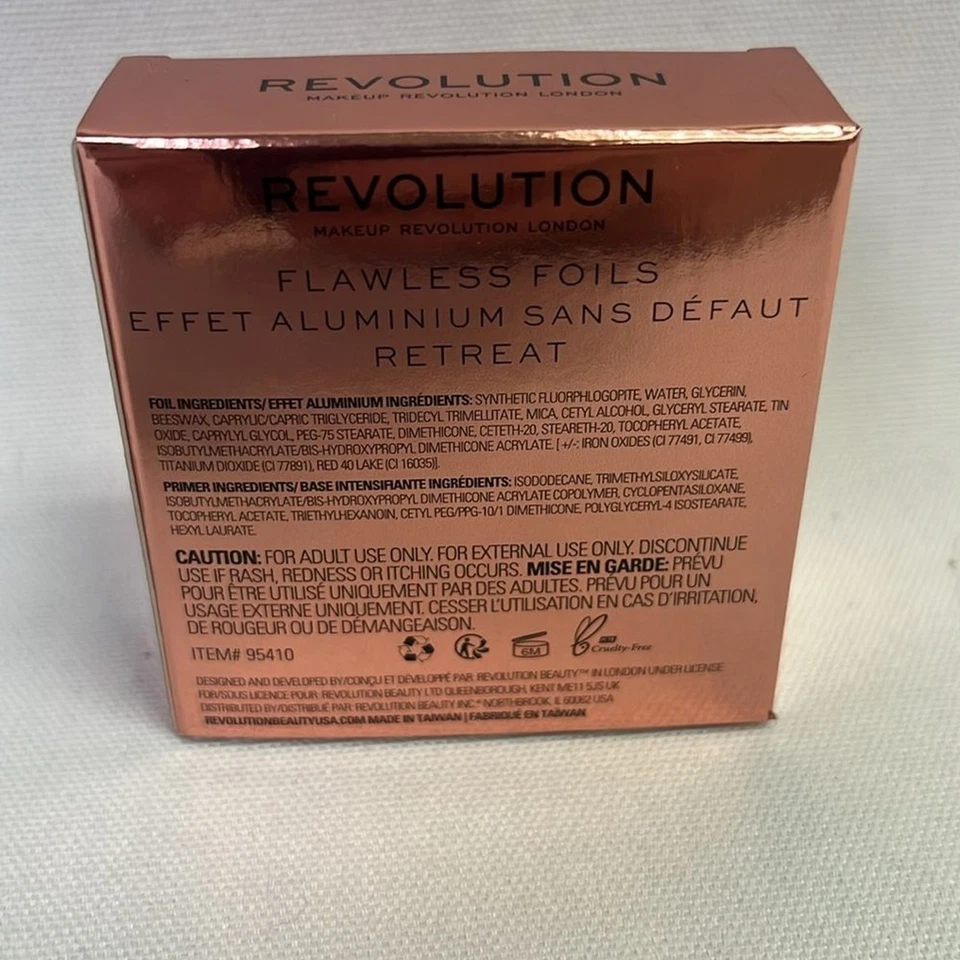 REVOLUTION
MAKEUP REVOLUTION LONDON
REVOLUTION
MAKEUP REVOLUTION LONDON
FLAWLESS FOILS
EFFET ALUMINIUM SANS DÉFAUT
RETREAT
FOIL INGREDIENTS/ EFFET ALUMINIUM INGRÉDIENTS: SYNTHETIC FLUORPHLOGOPITE, WATER, GLYCERIN,
BEESWAX, CAPRYLIC/CAPRIC TRIGLYCERIDE, TRIDECYL TRIMELLITATE, MICA, CETYL ALCOHOL, GLYCERYL STEARATE, TIN
OXIDE, CAPRYLYL GLYCOL, PEG-75 STEARATE, DIMETHICONE, CETETH-20, STEARETH-20, TOCOPHERYL ACETATE,
ISOBUTYLMETHACRYLATE/BIS-HYDROXYPROPYL DIMETHICONE ACRYLATE. [ +/-: IRON OXIDES (CI 77491, CI 77499),
TITANIUM DIOXIDE (CI 77891), RED 40 LAKE (CI 16035)].
PRIMER INGREDIENTS/ BASE INTENSIFIANTE INGRÉDIENTS: ISODODECANE, TRIMETHYLSILOXYSILICATE,
ISOBUTYLMETHACRYLATE/BIS-HYDROXYPROPYL DIMETHICONE ACRYLATE COPOLYMER, CYCLOPENTASILOXANE,
TOCOPHERYL ACETATE, TRIETHYLHEXANOIN, CETYL PEG/PPG-10/1 DIMETHICONE, POLYGLYCERYL-4 ISOSTEARATE,
HEXYL LAURATE.
CAUTION: FOR ADULT USE ONLY. FOR EXTERNAL USE ONLY. DISCONTINUE
USE IF RASH, REDNESS OR ITCHING OCCURS. MISE EN GARDE: PRÉVU
POUR ÊTRE UTILISÉ UNIQUEMENT PAR DES ADULTES. PRÉVU POUR UN
USAGE EXTERNE UNIQUEMENT. CESSER L'UTILISATION EN CAS D'IRRITATION,
DE ROUGEUR OU DE DÉMANGEAISON.
6M
Cruelty-Free
ITEM# 95410
DESIGNED AND DEVELOPED BY/CONÇU ET DÉVELOPPÉ PAR: REVOLUTION BEAUTY™ IN LONDON UNDER LICENSE
FOR/SOUS LICENCE POUR: REVOLUTION BEAUTY LTD QUEENBOROUGH, KENT ME11 5JS UK
DISTRIBUTED BY/DISTRIBUÉ PAR: REVOLUTION BEAUTY INC.® NORTHBROOK, IL 60062 USA
REVOLUTIONBEAUTYUSA.COM MADE IN TAIWAN | FABRIQUÉ EN TAÏWAN